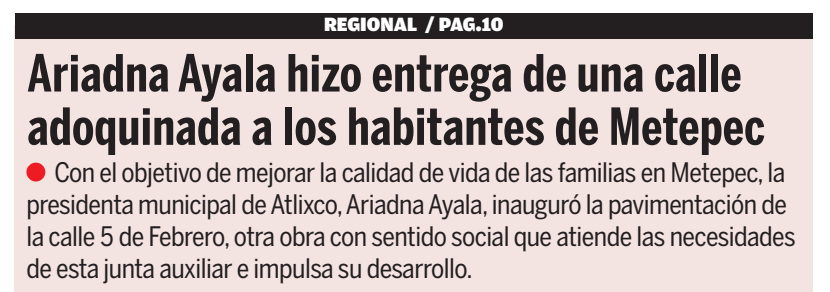 REGIONAL / PAG.10
Ariadna Ayala hizo entrega de una calle
adoquinada a los habitantes de Metepec
● Con el objetivo de mejorar la calidad de vida de las familias en Metepec, la
presidenta municipal de Atlixco, Ariadna Ayala, inauguró la pavimentación de
la calle 5 de Febrero, otra obra con sentido social que atiende las necesidades
de esta junta auxiliar e impulsa su desarrollo.